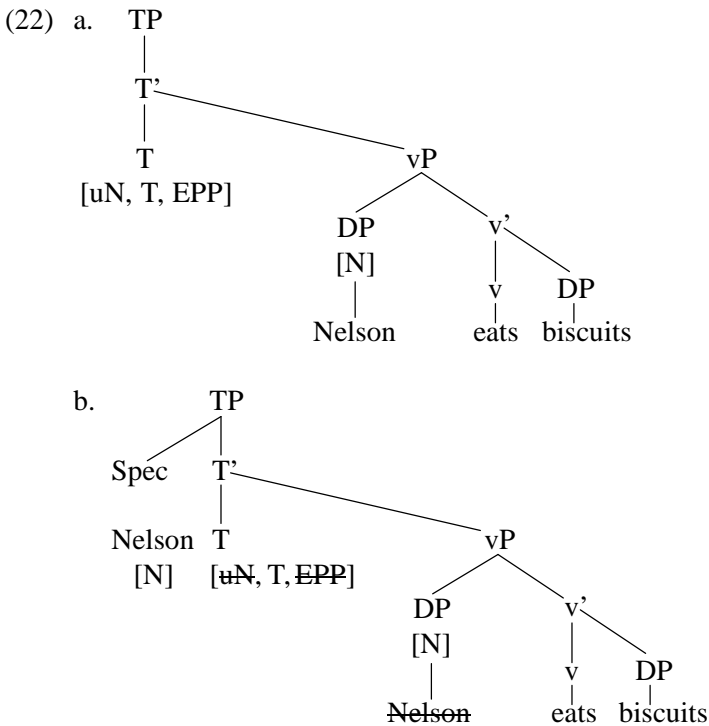 (22) a. TP
T’
T vP
[uN, T, EPP]
DP v’
[N]
v DP
Nelson eats biscuits
b. TP
Spec T’
Nelson T vP
[N] [uN, T, EPP]
DP v’
[N]
v DP
Nelson eats biscuits